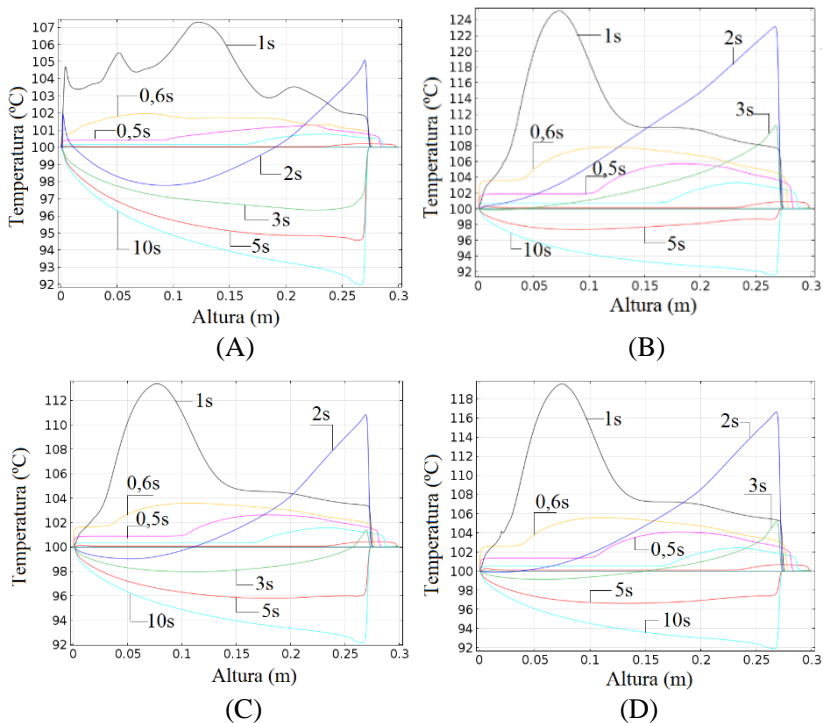 107
106
105
104
103
102
101
100
99
98
97
96
95
94
93
92
Temperatura (ºC)
1s
0,6s
0,5s
2s
3s
5s
10s
0
0.05
0.1
0.15
0.2
0.25
0.3
Altura (m)
(A)
124
122
120
118
116
114
112
110
108
106
104
102
100
98
96
94
92
Temperatura (ºC)
1s
2s
3s
0,6s
0,5s
5s
10s
0
0.05
0.1
0.15
0.2
0.25
0.3
Altura (m)
(B)
112
110
108
106
104
102
100
98
96
94
92
Temperatura (ºC)
1s
2s
0,6s
0,5s
3s
5s
10s
0
0.05
0.1
0.15
0.2
0.25
0.3
Altura (m)
(C)
118
116
114
112
110
108
106
104
102
100
98
96
94
92
Temperatura (ºC)
1s
2s
3s
0,6s
0,5s
5s
10s
0
0.05
0.1
0.15
0.2
0.25
0.3
Altura (m)
(D)